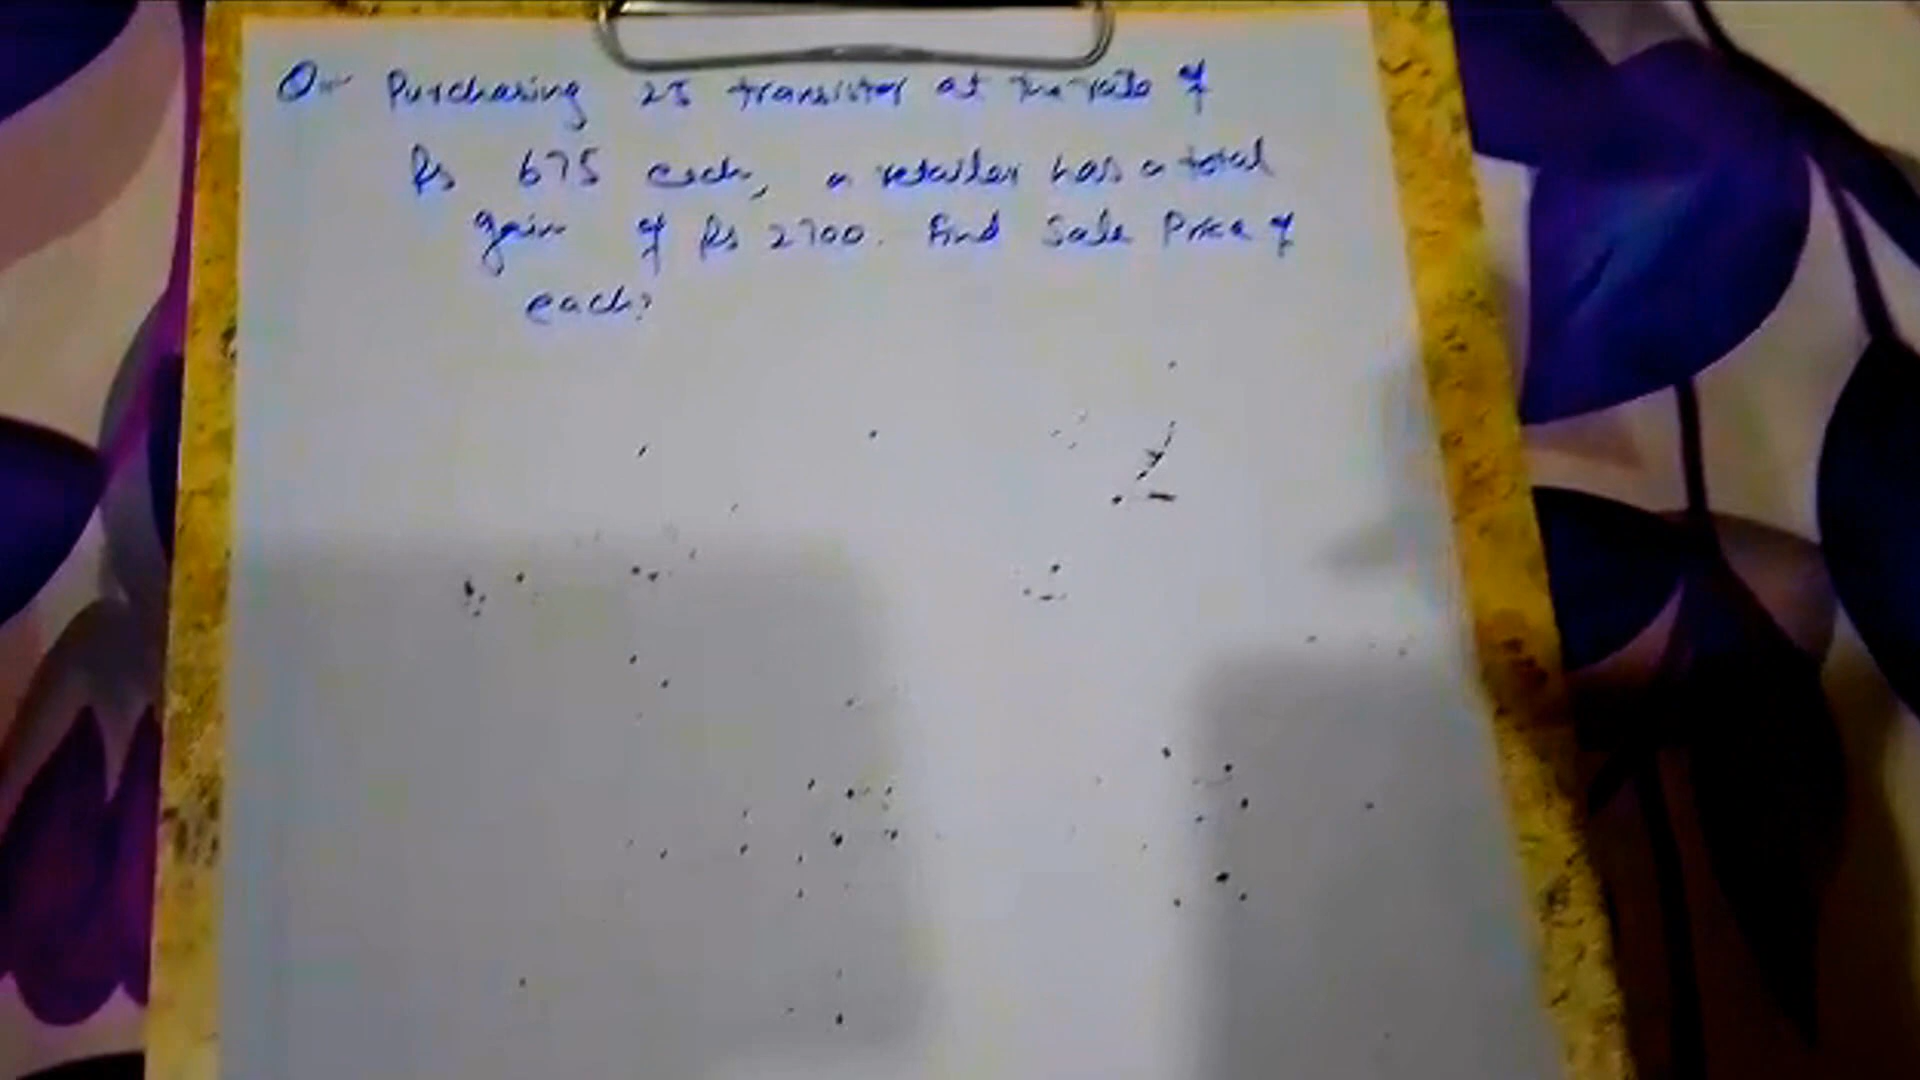 Q- Purchasing 25 transistor at the rate of
Rs 675 each, a retailer has a total
gain of Rs 2700. Find Sale Price of
each?